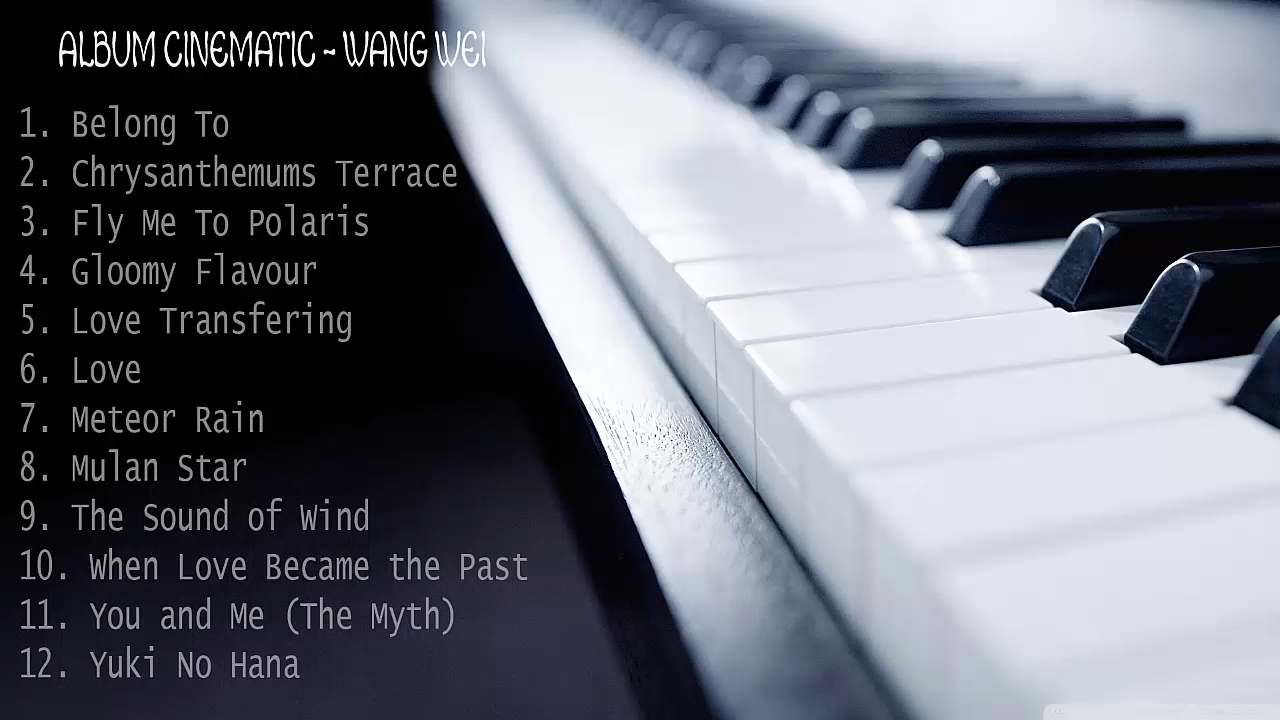 ALBUM CINEMATIC ~ WANG WEI
1. Belong To
2. Chrysanthemums Terrace
3. Fly Me To Polaris
4. Gloomy Flavour
5. Love Transfering
6. Love
7. Meteor Rain
8. Mulan Star
9. The Sound of Wind
10. When Love Became the Past
11. You and Me (The Myth)
12. Yuki No Hana